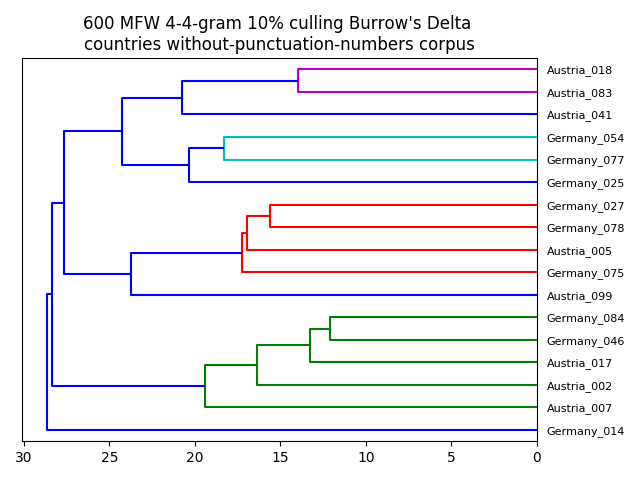 600 MFW 4-4-gram 10% culling Burrow's Delta
countries without-punctuation-numbers corpus
Austria_018
Austria_083
Austria_041
Germany_054
Germany_077
Germany_025
Germany_027
Germany_078
Austria_005
Germany_075
Austria_099
Germany_084
Germany_046
Austria_017
Austria_002
Austria_007
Germany_014
30 25 20 15 10 5 0